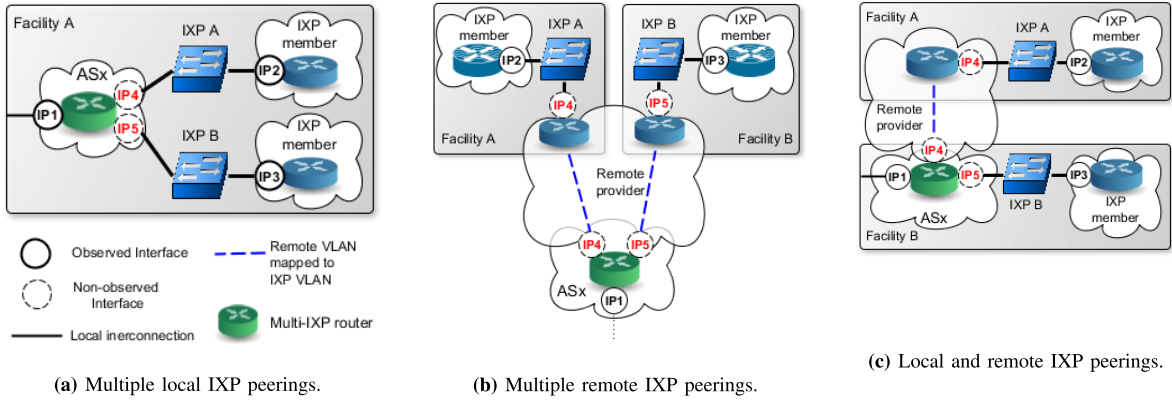 Facility A
IXP A
IXP
member
ASx
IP4
IP2
IP1
IP5
IXP B
IXP
member
IP3
Observed Interface
Remote VLAN
mapped to
IXP VLAN
Non-observed
Interface
Multi-IXP router
Local inerconnection
(a) Multiple local IXP peerings.
IXP
member
IXP A
IP2
IP4
Facility A
IXP B
IXP
member
IP3
IP5
Facility B
Remote
provider
IP4
IP5
ASx
IP1
(b) Multiple remote IXP peerings.
Facility A
IXP A
IXP
member
IP4
IP2
Remote
provider
IP4
IP1
IP5
ASx
IXP B
IP3
IXP
member
Facility B
(c) Local and remote IXP peerings.